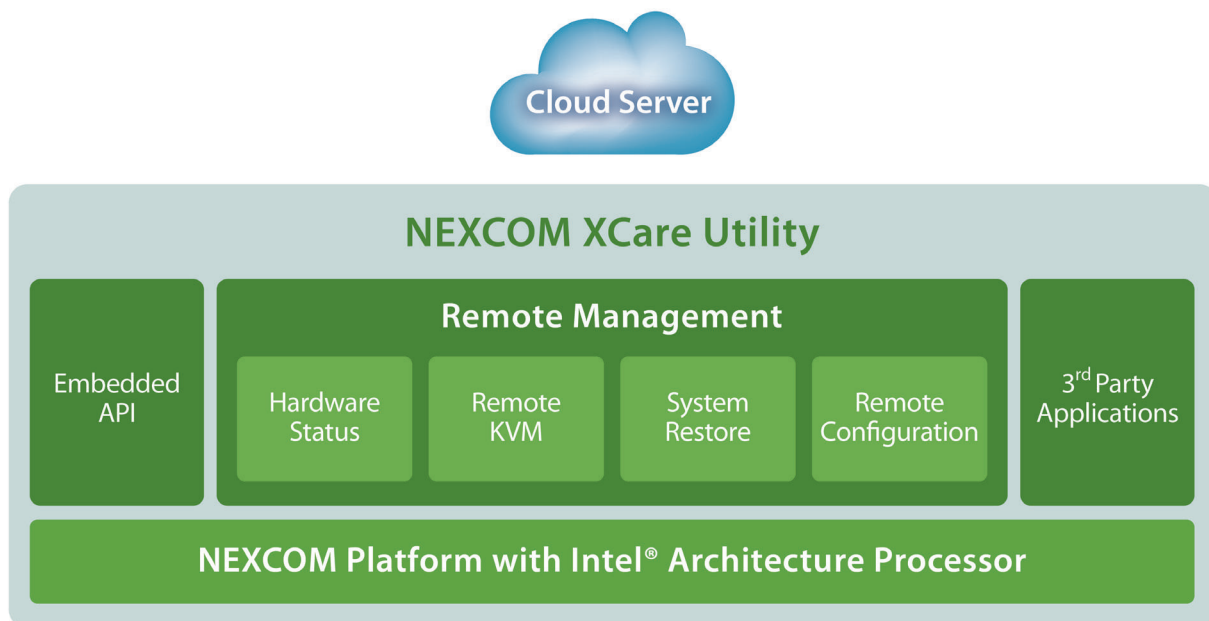 Cloud Server
NEXCOM XCare Utility
Embedded
API
Remote Management
Hardware
Status
Remote
KVM
System
Restore
Remote
Configuration
3rd Party
Applications
NEXCOM Platform with Intel® Architecture Processor